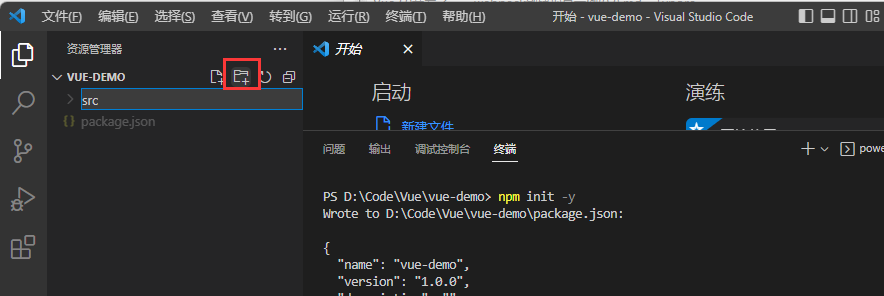 文件(F) 编辑(E) 选择(S) 查看(V) 转到(G) 运行(R) 终端(T) 帮助(H) 开始 - vue-demo - Visual Studio Code
资源管理器 ···
开始
VUE-DEMO
src
package.json
启动
演练
新建文件
问题 输出 调试控制台 终端
PS D:\Code\Vue\vue-demo> npm init -y
Wrote to D:\Code\Vue\vue-demo\package.json:
{
"name": "vue-demo",
"version": "1.0.0",